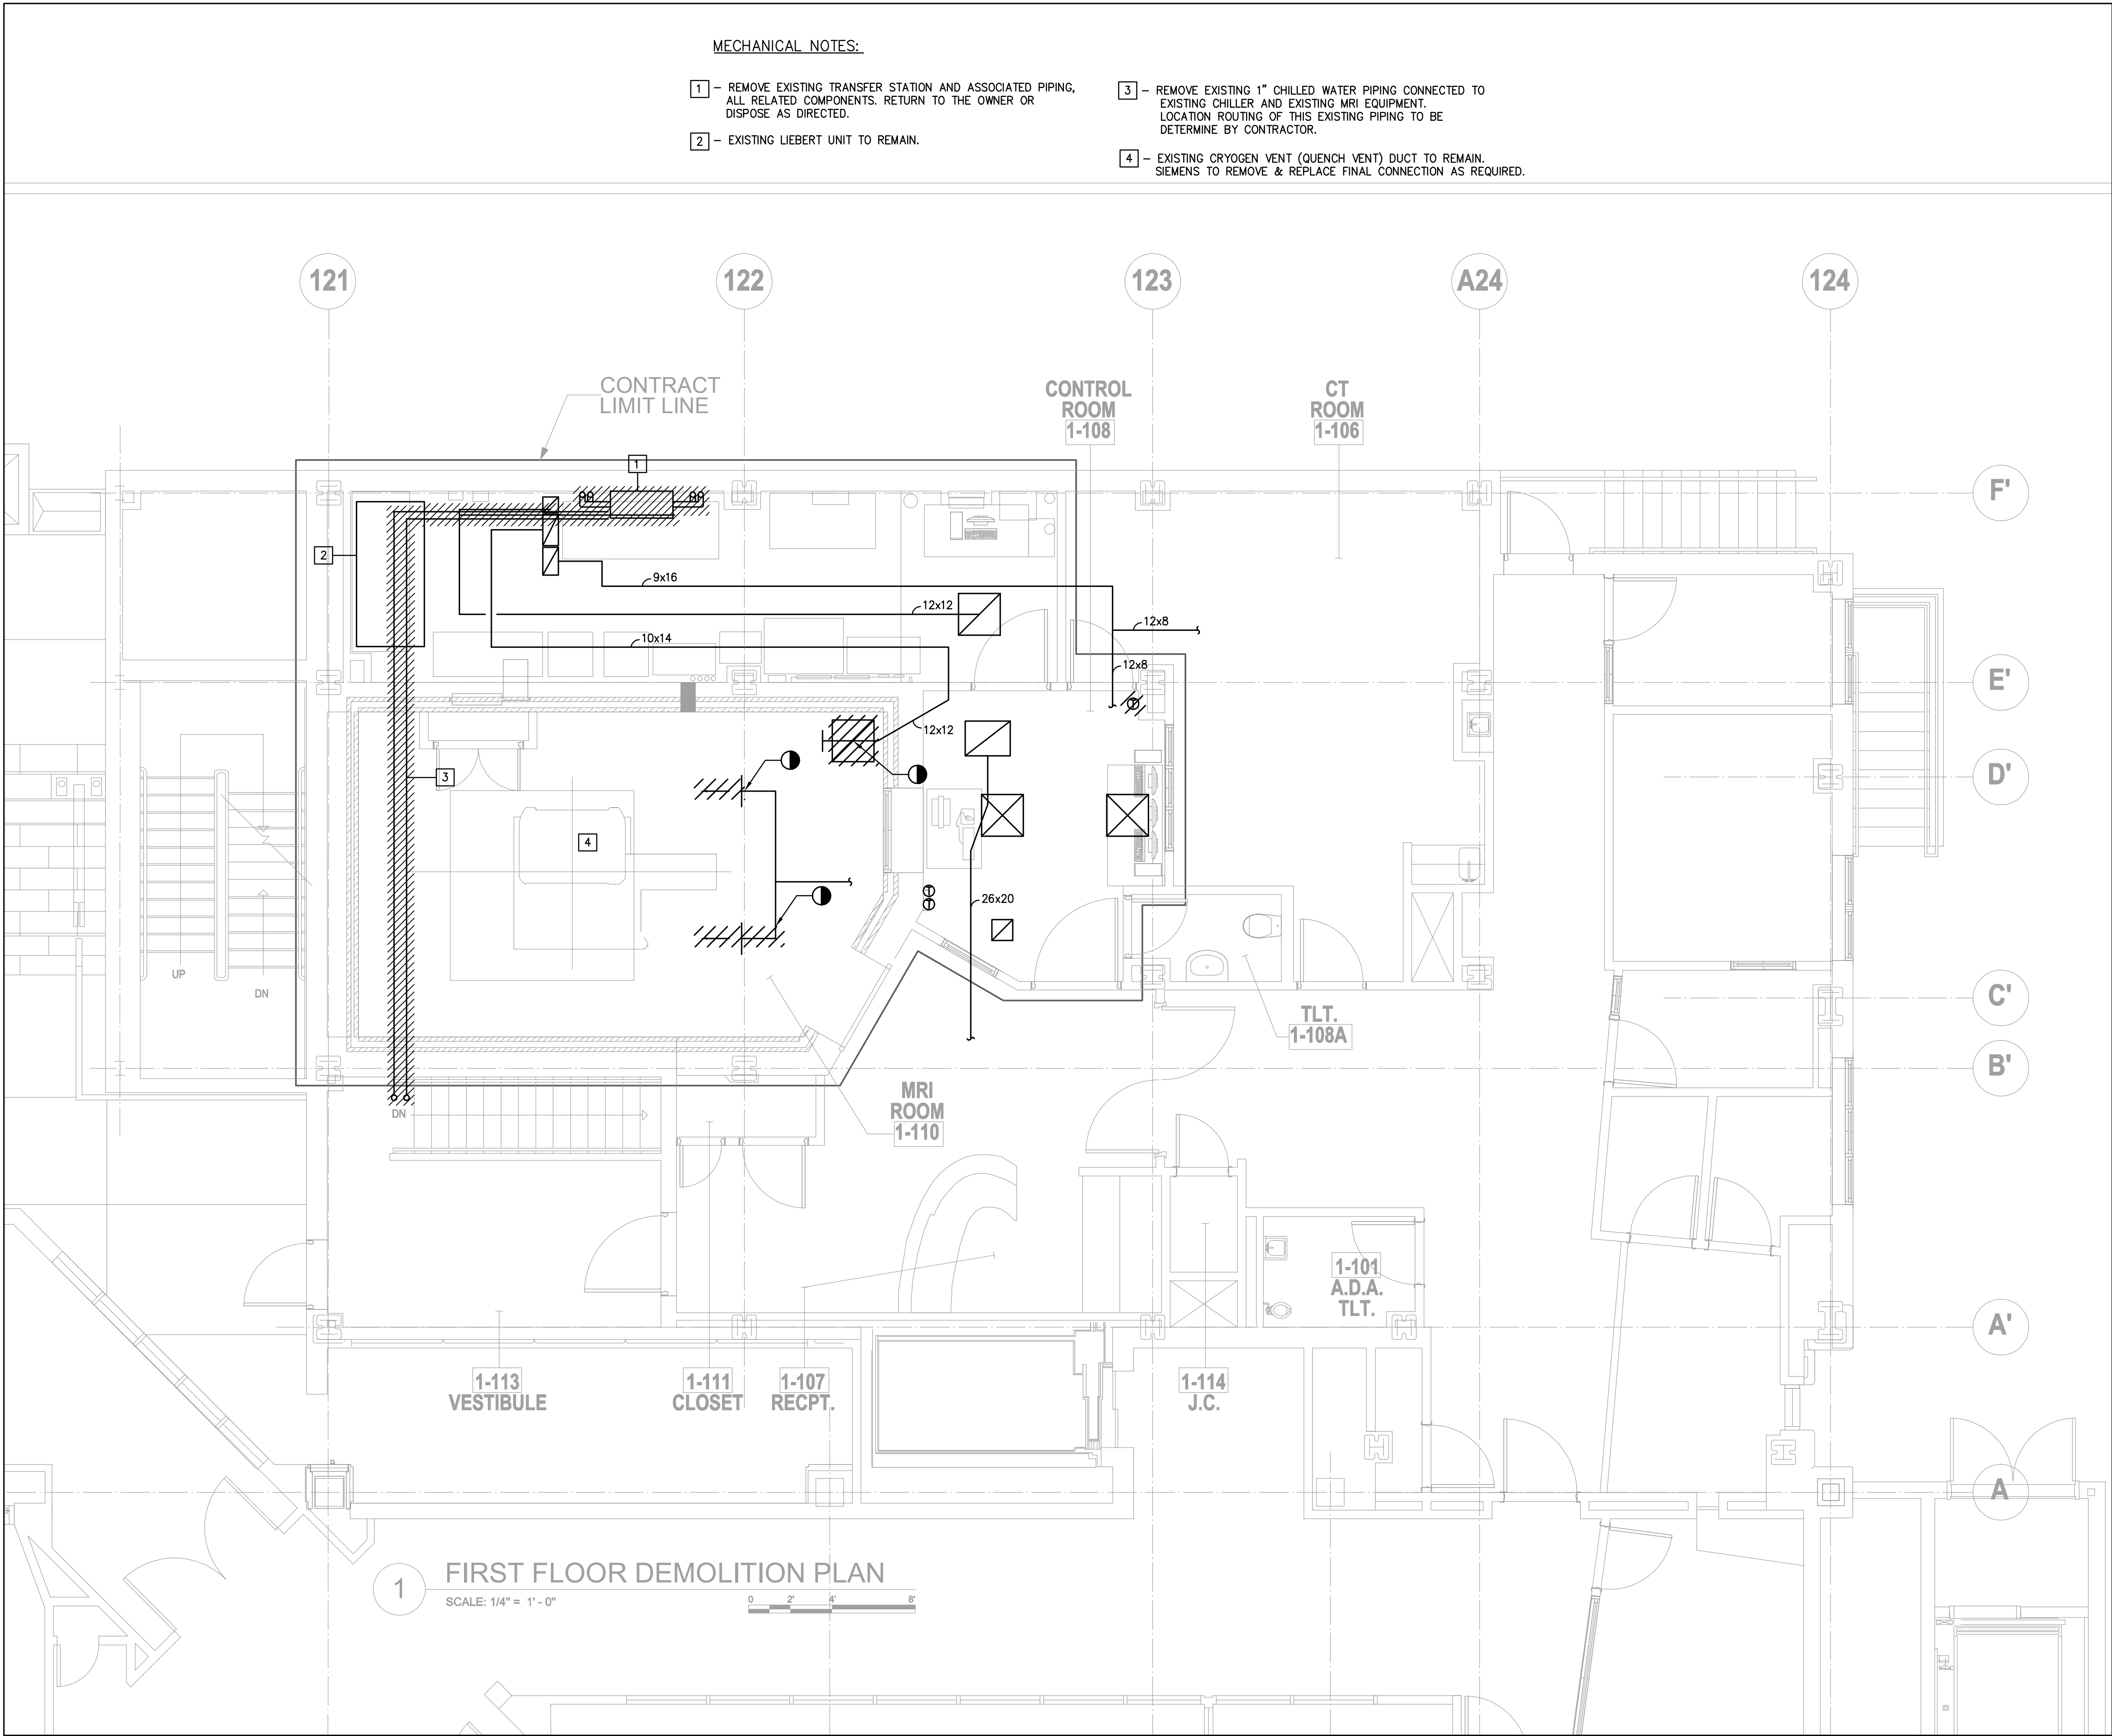 MECHANICAL NOTES:
1 – REMOVE EXISTING TRANSFER STATION AND ASSOCIATED PIPING,
ALL RELATED COMPONENTS. RETURN TO THE OWNER OR
DISPOSE AS DIRECTED.
2 – EXISTING LIEBERT UNIT TO REMAIN.
3 – REMOVE EXISTING 1" CHILLED WATER PIPING CONNECTED TO
EXISTING CHILLER AND EXISTING MRI EQUIPMENT.
LOCATION ROUTING OF THIS EXISTING PIPING TO BE
DETERMINE BY CONTRACTOR.
4 – EXISTING CRYOGEN VENT (QUENCH VENT) DUCT TO REMAIN.
SIEMENS TO REMOVE & REPLACE FINAL CONNECTION AS REQUIRED.
121
122
123
A24
124
CONTRACT
LIMIT LINE
CONTROL
ROOM
1-108
CT
ROOM
1-106
1
F'
2
9x16
12x12
12x8
10x14
12x8
E'
T
12x12
3
D'
4
T
T
26x20
UP
DN
C'
TLT.
1-108A
B'
MRI
ROOM
1-110
DN
1-101
A.D.A.
TLT.
A'
1-113
VESTIBULE
1-111
CLOSET
1-107
RECPT.
1-114
J.C.
A
1
FIRST FLOOR DEMOLITION PLAN
SCALE: 1/4" = 1' - 0"
0 2' 4' 8'